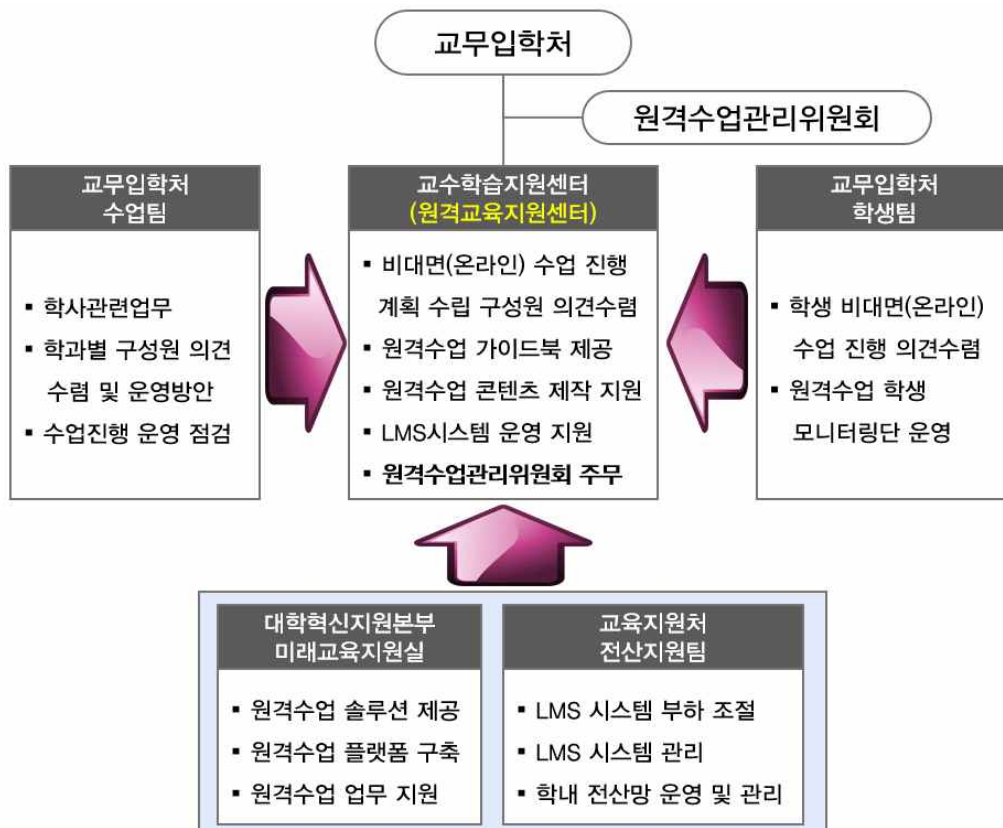 교무입학처
원격수업관리위원회
교무입학처
수업팀
▪ 학사관련업무
▪ 학과별 구성원 의견
수렴 및 운영방안
▪ 수업진행 운영 점검
교수학습지원센터
(원격교육지원센터)
▪ 비대면(온라인) 수업 진행
계획 수립 구성원 의견수렴
▪ 원격수업 가이드북 제공
▪ 원격수업 콘텐츠 제작 지원
▪ LMS시스템 운영 지원
▪ 원격수업관리위원회 주무
교무입학처
학생팀
▪ 학생 비대면(온라인)
수업 진행 의견수렴
▪ 원격수업 학생
모니터링단 운영
대학혁신지원본부
미래교육지원실
▪ 원격수업 솔루션 제공
▪ 원격수업 플랫폼 구축
▪ 원격수업 업무 지원
교육지원처
전산지원팀
▪ LMS 시스템 부하 조절
▪ LMS 시스템 관리
▪ 학내 전산망 운영 및 관리